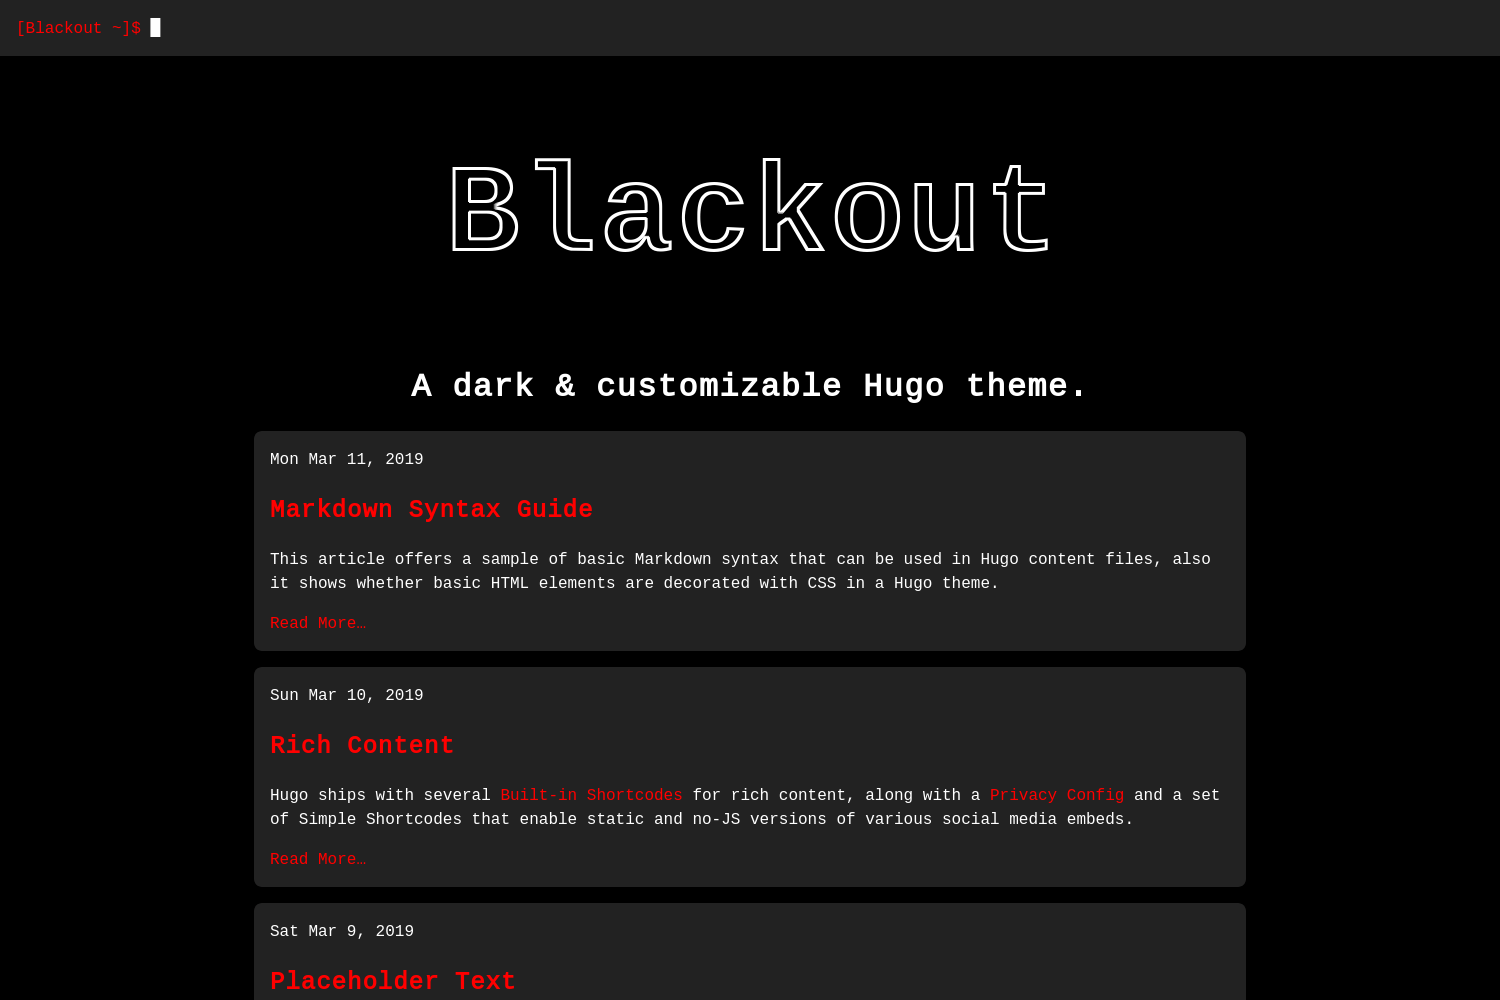 [Blackout ~]$
Blackout
A dark & customizable Hugo theme.
Mon Mar 11, 2019
Markdown Syntax Guide
This article offers a sample of basic Markdown syntax that can be used in Hugo content files, also
it shows whether basic HTML elements are decorated with CSS in a Hugo theme.
Read More…
Sun Mar 10, 2019
Rich Content
Hugo ships with several Built-in Shortcodes for rich content, along with a Privacy Config and a set
of Simple Shortcodes that enable static and no-JS versions of various social media embeds.
Read More…
Sat Mar 9, 2019
Placeholder Text